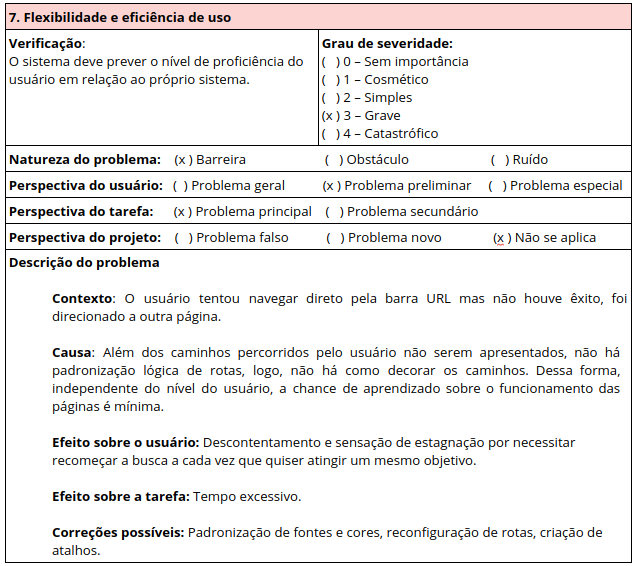 7. Flexibilidade e eficiência de uso
Verificação:
O sistema deve prever o nível de proficiência do
usuário em relação ao próprio sistema.
Grau de severidade:
( ) 0 – Sem importância
( ) 1 – Cosmético
( ) 2 – Simples
(x ) 3 – Grave
( ) 4 – Catastrófico
Natureza do problema: (x ) Barreira ( ) Obstáculo ( ) Ruído
Perspectiva do usuário: ( ) Problema geral (x ) Problema preliminar ( ) Problema especial
Perspectiva do tarefa: (x ) Problema principal ( ) Problema secundário
Perspectiva do projeto: ( ) Problema falso ( ) Problema novo (x ) Não se aplica
Descrição do problema
Contexto: O usuário tentou navegar direto pela barra URL mas não houve êxito, foi
direcionado a outra página.
Causa: Além dos caminhos percorridos pelo usuário não serem apresentados, não há
padronização lógica de rotas, logo, não há como decorar os caminhos. Dessa forma,
independente do nível do usuário, a chance de aprendizado sobre o funcionamento das
páginas é mínima.
Efeito sobre o usuário: Descontentamento e sensação de estagnação por necessitar
recomeçar a busca a cada vez que quiser atingir um mesmo objetivo.
Efeito sobre a tarefa: Tempo excessivo.
Correções possíveis: Padronização de fontes e cores, reconfiguração de rotas, criação de
atalhos.